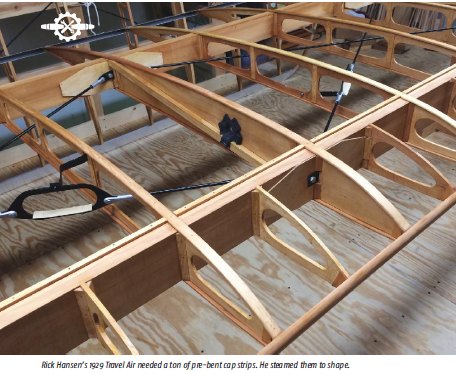 Rick Hansen's 1929 Travel Air needed a ton of pre-bent cap strips. He steamed them to shape.